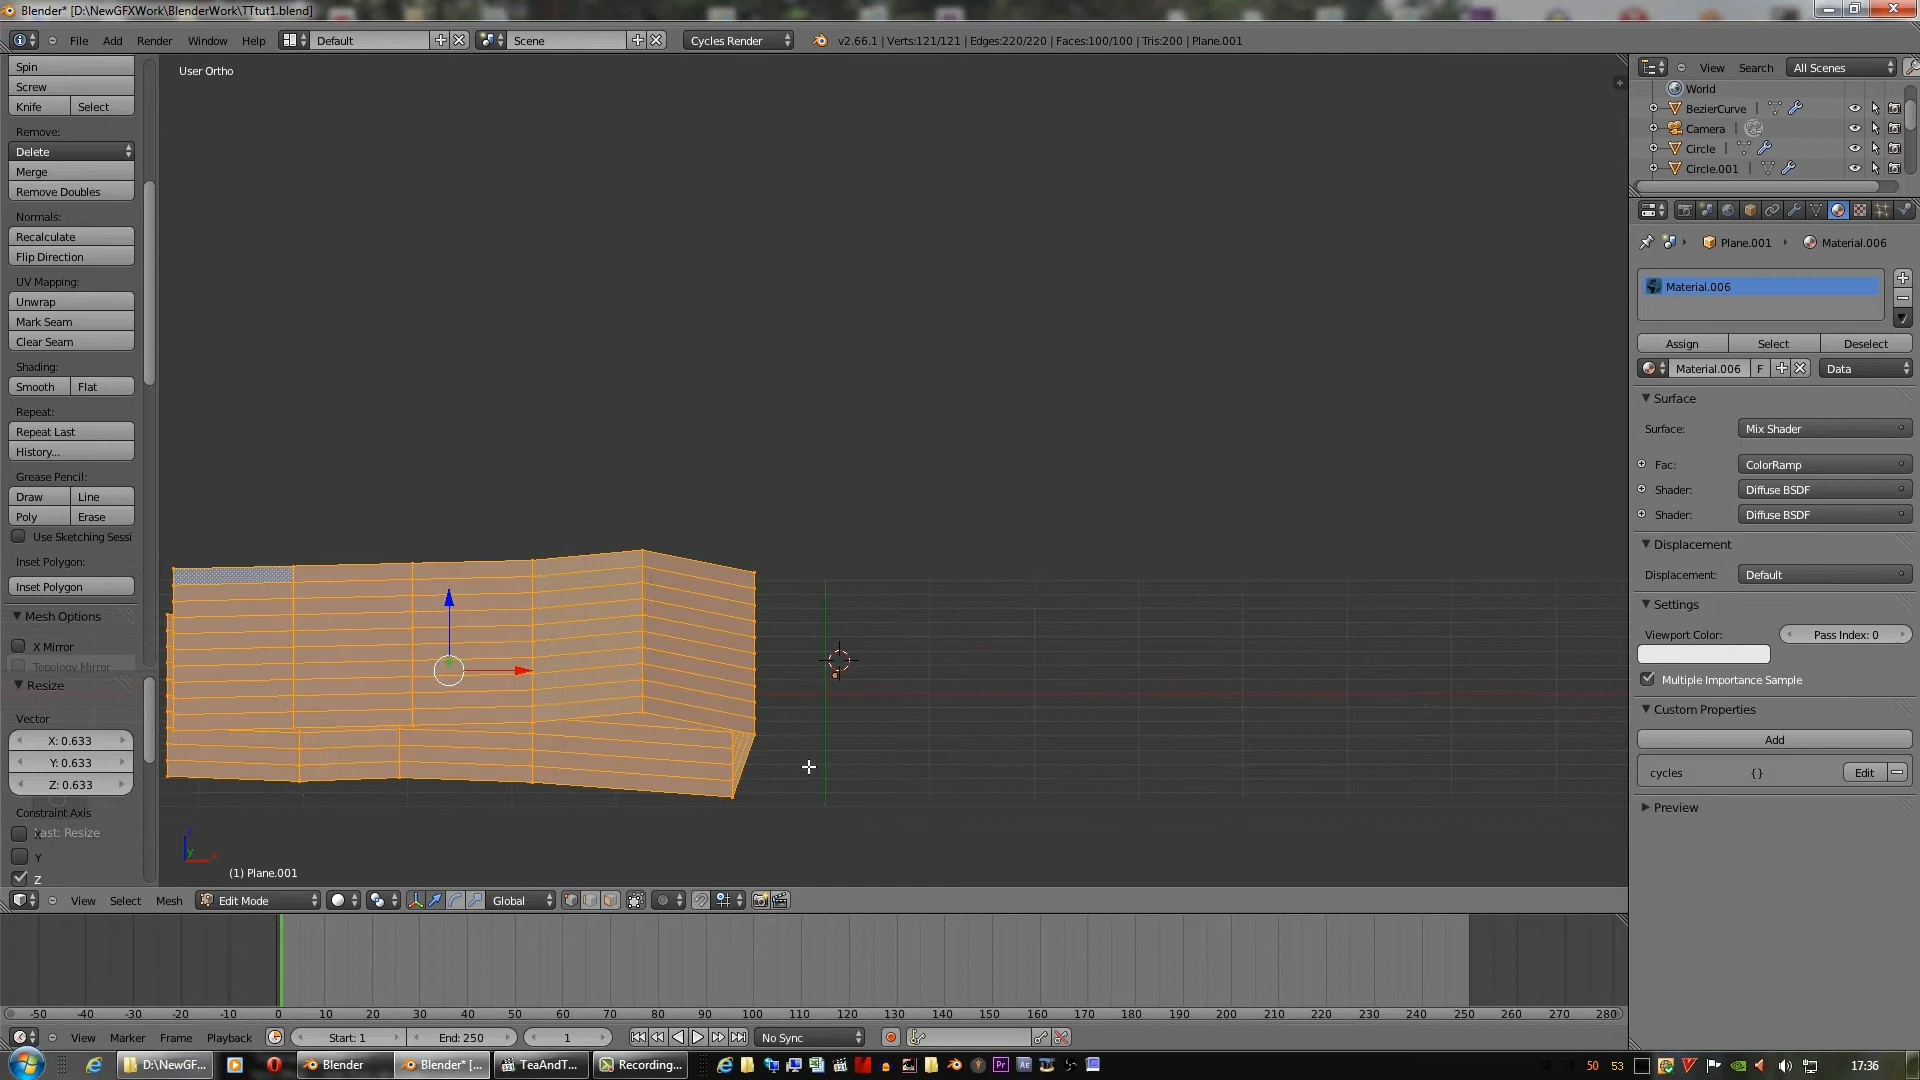 Blender* [D:\NewGFXWork\BlenderWork\TTtut1.blend]
File Add Render Window Help Default Scene Cycles Render v2.66.1 | Verts:121/121 | Edges:220/220 | Faces:100/100 | Tris:200 | Plane.001
Spin
Screw
Knife Select
Remove:
Delete
Merge
Remove Doubles
Normals:
Recalculate
Flip Direction
UV Mapping:
Unwrap
Mark Seam
Clear Seam
Shading:
Smooth Flat
Repeat:
Repeat Last
History...
Grease Pencil:
Draw Line
Poly Erase
Use Sketching Sessi
Inset Polygon:
Inset Polygon
Mesh Options
X Mirror
Topology Mirror
Resize
Vector
X: 0.633
Y: 0.633
Z: 0.633
Constraint Axis
X
Last: Resize
Y
Z
User Ortho
z
y
x
(1) Plane.001
View Select Mesh Edit Mode Global
View Search All Scenes
World
BezierCurve
Camera
Circle
Circle.001
Plane.001 Material.006
Material.006
Assign Select Deselect
Material.006 F Data
Surface
Surface: Mix Shader
Fac: ColorRamp
Shader: Diffuse BSDF
Shader: Diffuse BSDF
Displacement
Displacement: Default
Settings
Viewport Color: Pass Index: 0
Multiple Importance Sample
Custom Properties
Add
cycles {} Edit
Preview
-50 -40 -30 -20 -10 0 10 20 30 40 50 60 70 80 90 100 110 120 130 140 150 160 170 180 190 200 210 220 230 240 250 260 270 280
View Marker Frame Playback Start: 1 End: 250 1 No Sync
D:\NewGF... Blender Blender* [... TeaAndT... Recording... Pr Ae 50 53 17:36